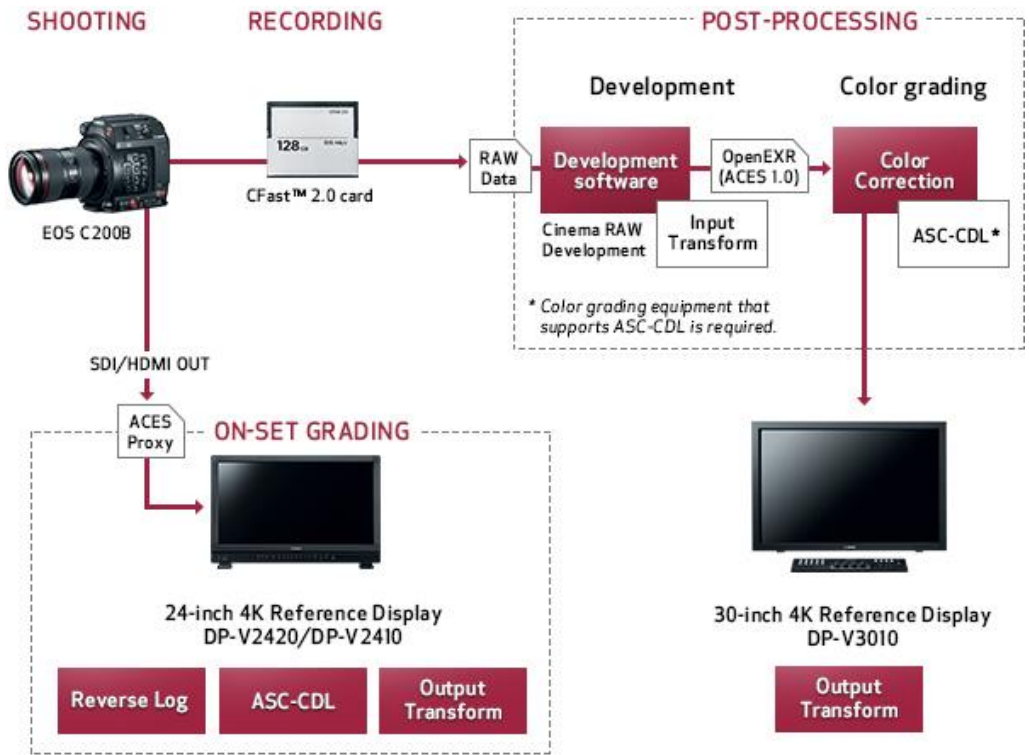 SHOOTING
RECORDING
POST-PROCESSING
Development
Color grading
128
CFast™ 2.0 card
EOS C200B
RAW
Data
Development
software
OpenEXR
(ACES 1.0)
Color
Correction
Cinema RAW
Development
Input
Transform
ASC-CDL*
* Color grading equipment that
supports ASC-CDL is required.
SDI/HDMI OUT
ACES
Proxy
ON-SET GRADING
24-inch 4K Reference Display
DP-V2420/DP-V2410
Reverse Log
ASC-CDL
Output
Transform
30-inch 4K Reference Display
DP-V3010
Output
Transform